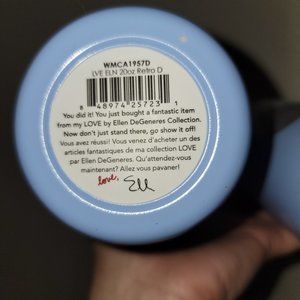 WMCA1957D
LVE ELN 20oz Retro D
8 48974 25723 1
You did it! You just bought a fantastic item
from my LOVE by Ellen DeGeneres Collection.
Now don't just stand there, go show it off!
Vous avez réussi! Vous venez d'acheter un des
articles fantastiques de ma collection LOVE
par Ellen DeGeneres. Qu'attendez-vous
maintenant? Allez vous pavaner!
love,
Ell